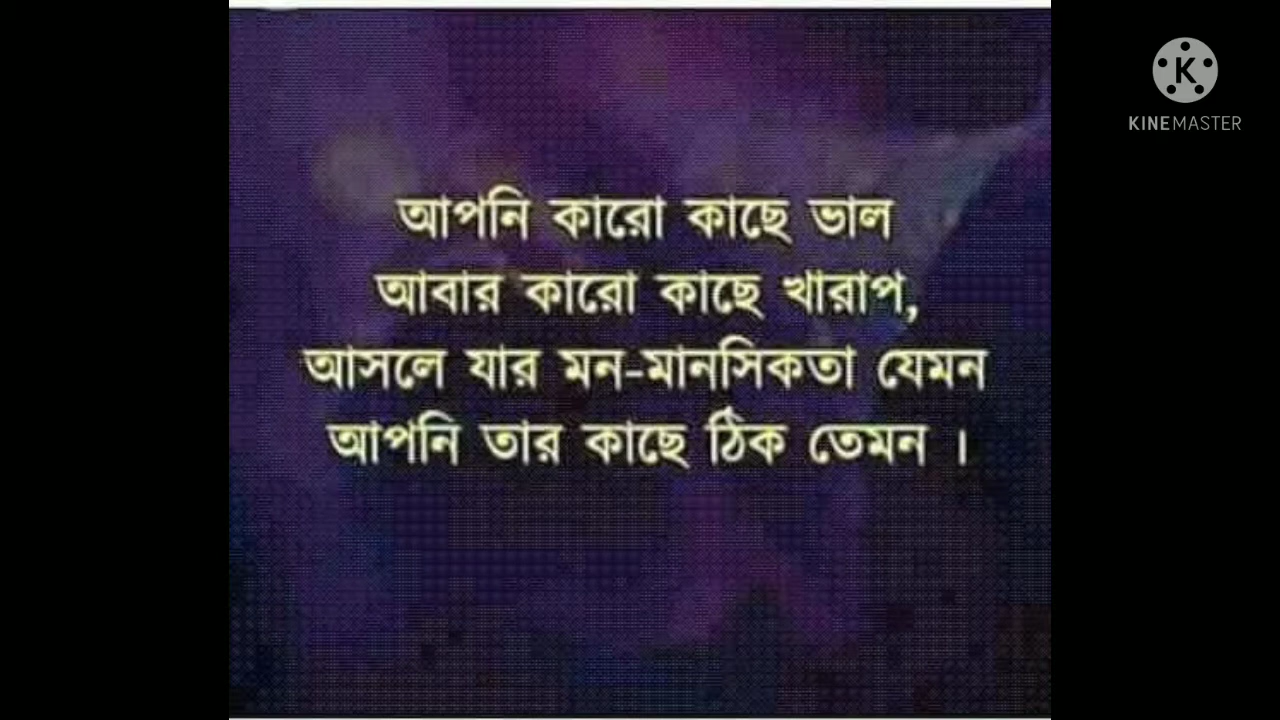 আপনি কারো কাছে ভাল
আবার কারো কাছে খারাপ,
আসলে যার মন-মানসিকতা যেমন
আপনি তার কাছে ঠিক তেমন ।
K
KINEMASTER